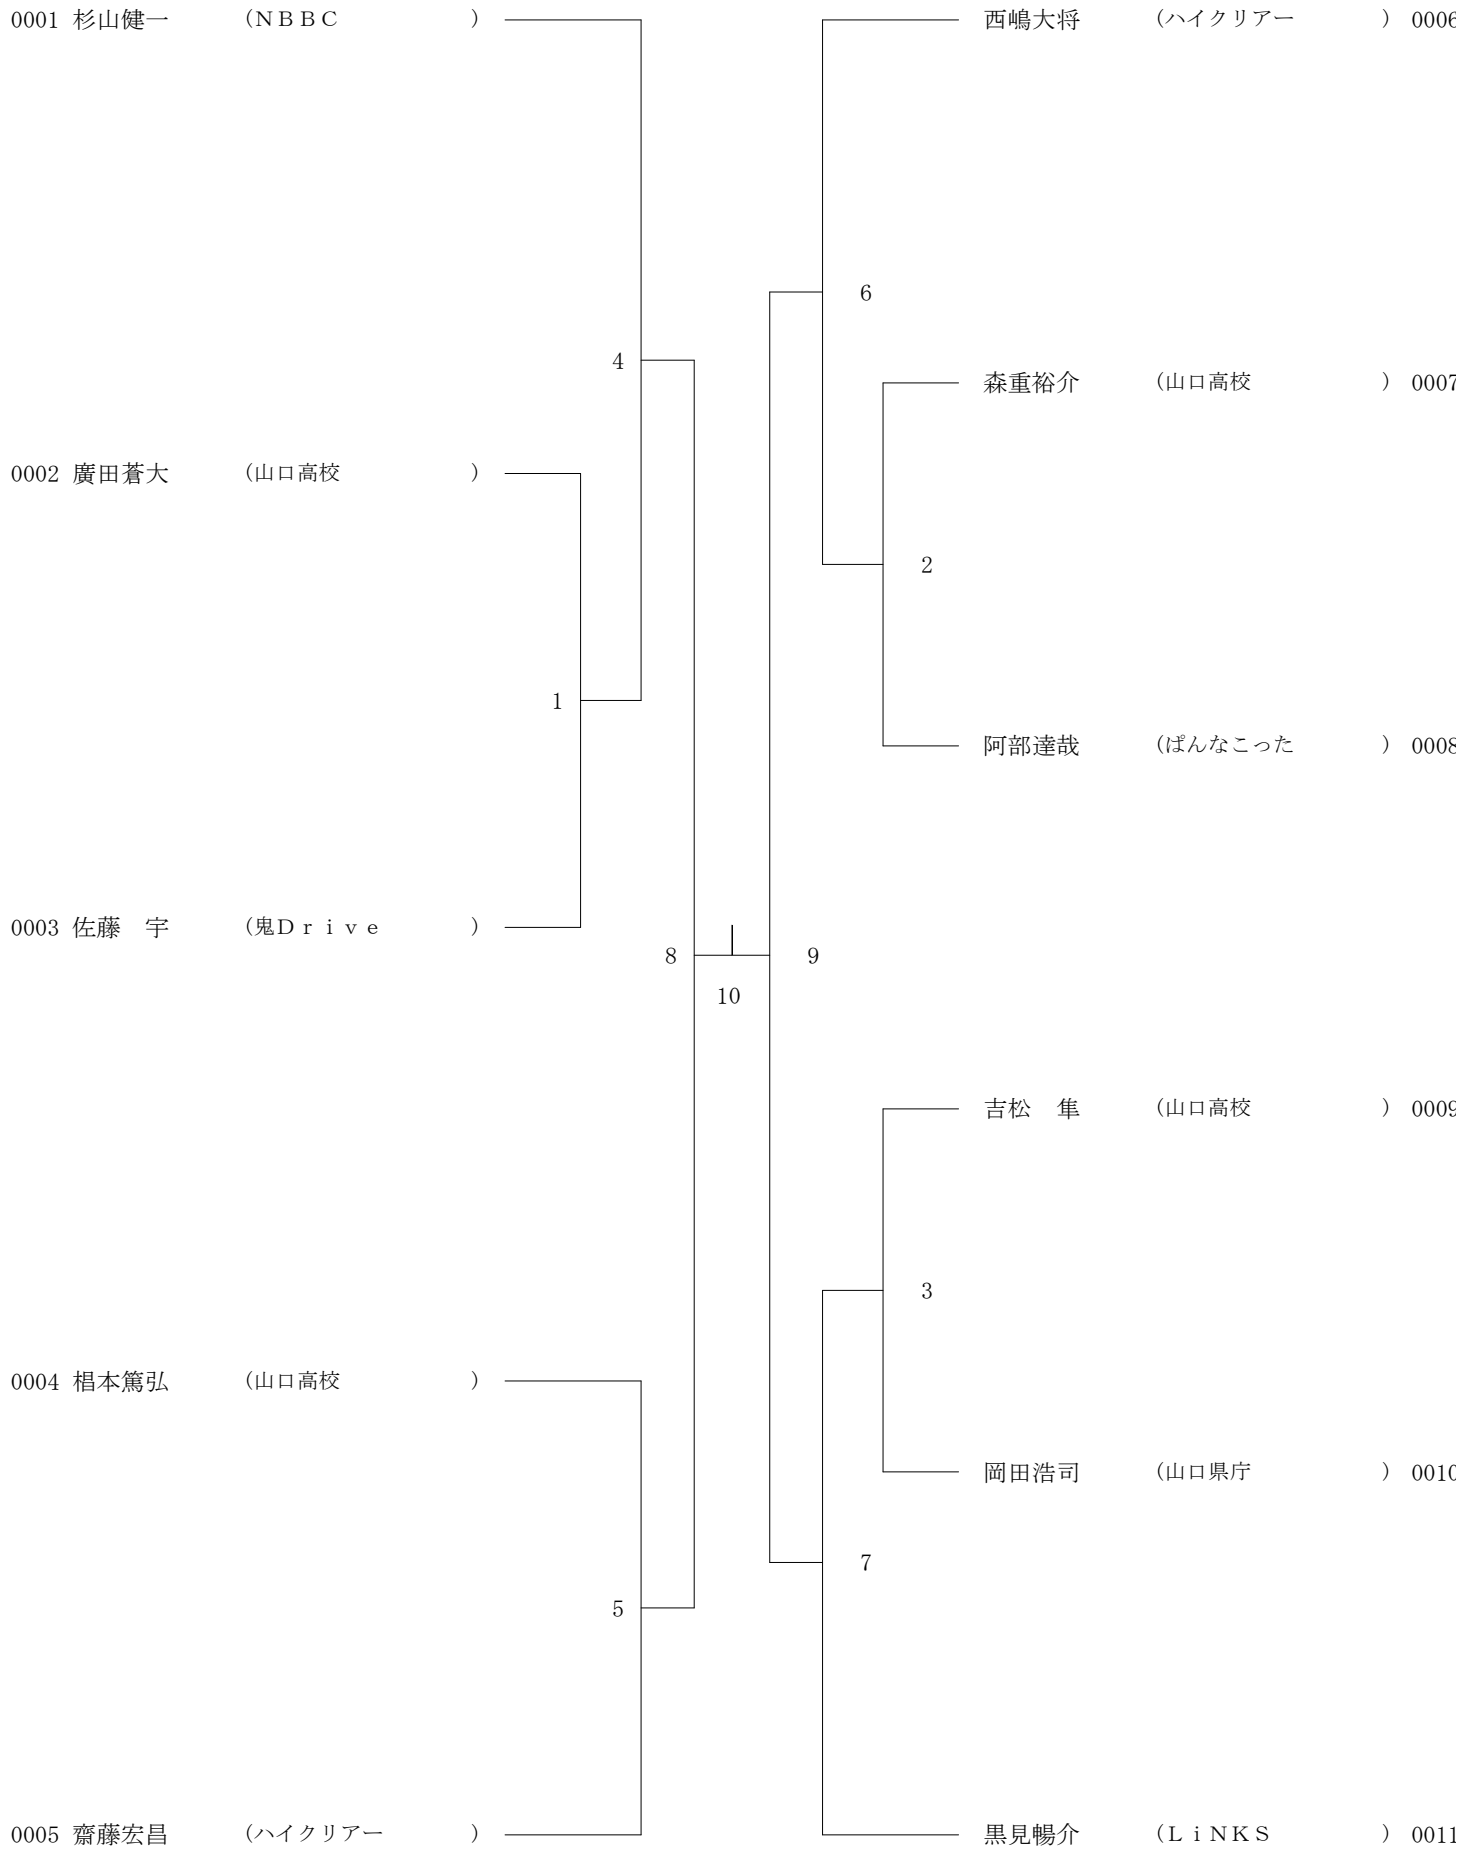 0001 杉山健一 (NBBC ) 西嶋大将 (ハイクリアー ) 0006
6
4
森重裕介 (山口高校 ) 0007
0002 廣田蒼大 (山口高校 )
2
1
阿部達哉 (ぱんなこった ) 0008
0003 佐藤 宇 (鬼Drive )
8 9
10
吉松 隼 (山口高校 ) 0009
3
0004 椙本篤弘 (山口高校 )
岡田浩司 (山口県庁 ) 0010
7
5
0005 齋藤宏昌 (ハイクリアー ) 黒見暢介 (LiNKS ) 0011